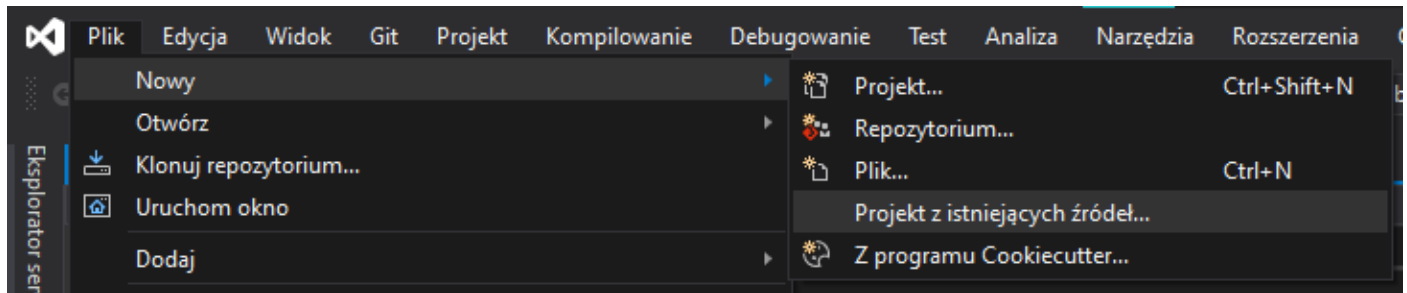 Plik Edycja Widok Git Projekt Kompilowanie Debugowanie Test Analiza Narzędzia Rozszerzenia
Nowy
Otwórz
Klonuj repozytorium...
Uruchom okno
Dodaj
Projekt... Ctrl+Shift+N
Repozytorium...
Plik... Ctrl+N
Projekt z istniejących źródeł...
Z programu Cookiecutter...
Eksplorator